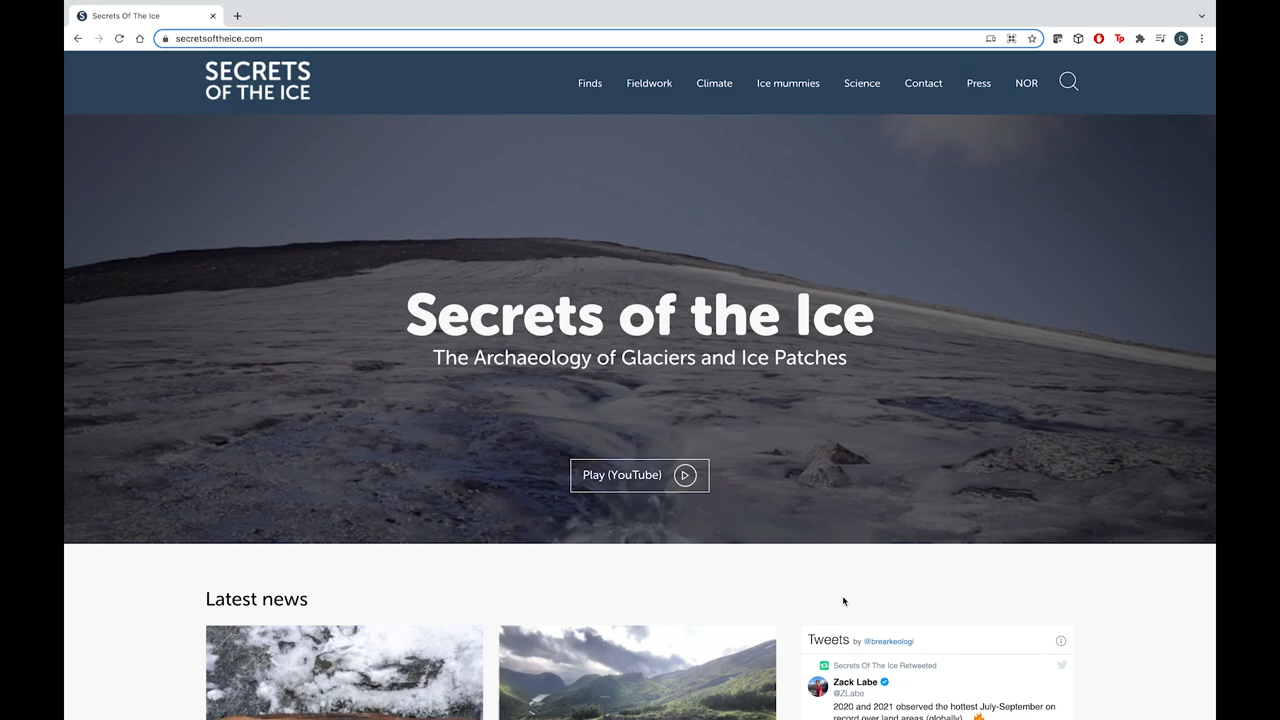 Secrets Of The Ice
secretsoftheice.com
SECRETS
OF THE ICE
Finds Fieldwork Climate Ice mummies Science Contact Press NOR
Secrets of the Ice
The Archaeology of Glaciers and Ice Patches
Play (YouTube)
Latest news
Tweets by @brearkeologi
Secrets Of The Ice Retweeted
Zack Labe
@ZLabe
2020 and 2021 observed the hottest July-September on
record over land areas (globally)